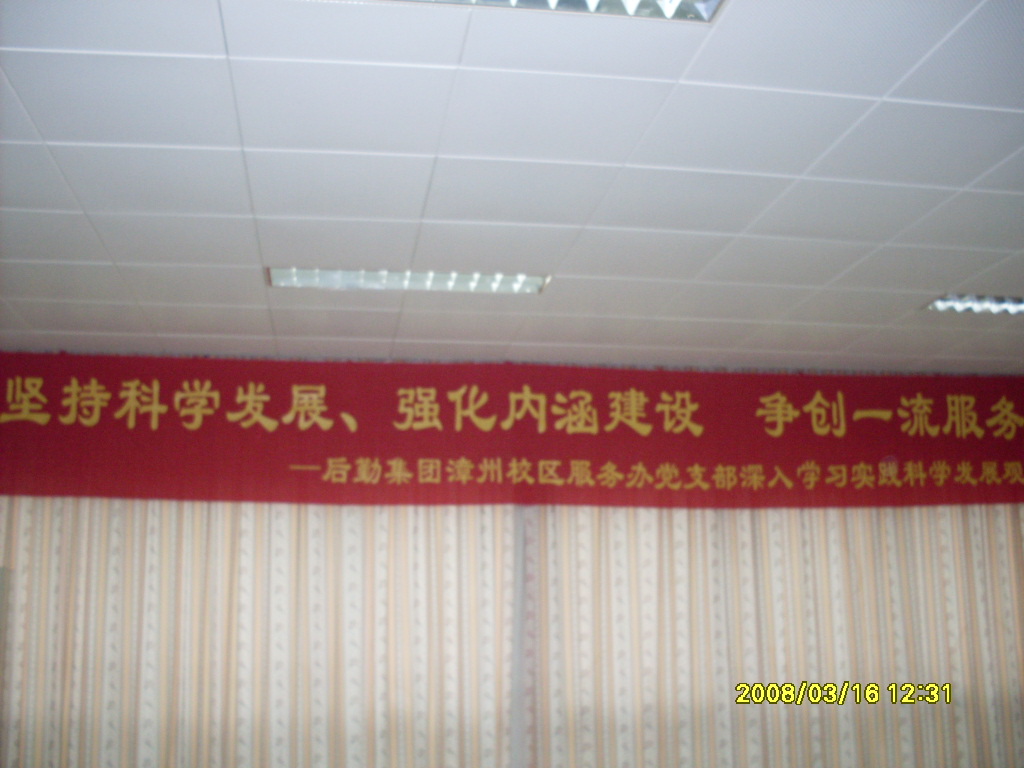 坚持科学发展、强化内涵建设 争创一流服务
—后勤集团漳州校区服务办党支部深入学习实践科学发展观
2008/03/16 12:31